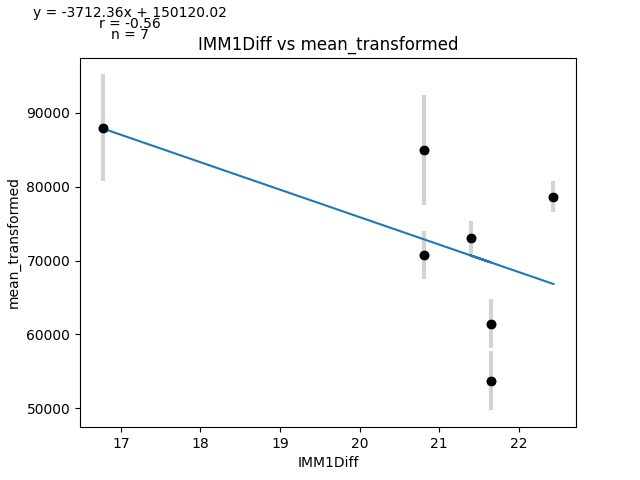 y = -3712.36x + 150120.02
r = -0.56
n = 7
IMM1Diff vs mean_transformed
90000
80000
70000
60000
50000
mean_transformed
17 18 19 20 21 22
IMM1Diff